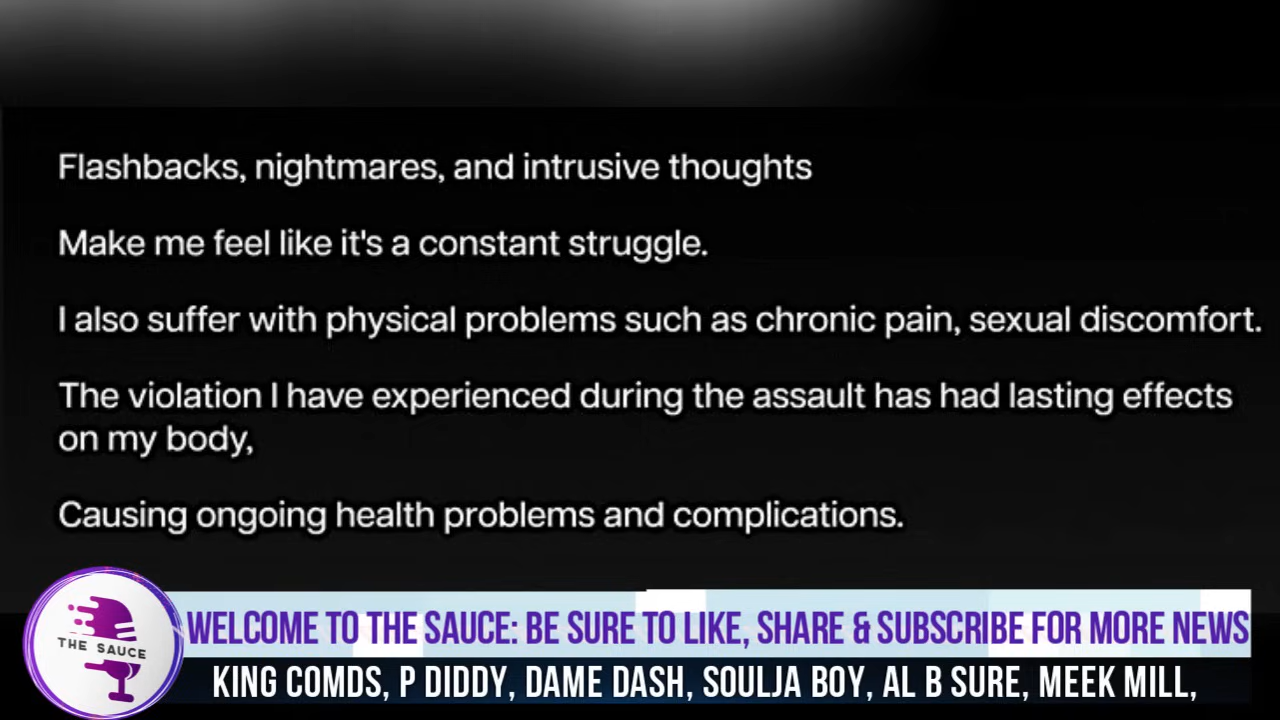 Flashbacks, nightmares, and intrusive thoughts
Make me feel like it's a constant struggle.
I also suffer with physical problems such as chronic pain, sexual discomfort.
The violation I have experienced during the assault has had lasting effects
on my body,
Causing ongoing health problems and complications.
THE SAUCE
WELCOME TO THE SAUCE: BE SURE TO LIKE, SHARE & SUBSCRIBE FOR MORE NEWS
KING COMDS, P DIDDY, DAME DASH, SOULJA BOY, AL B SURE, MEEK MILL,